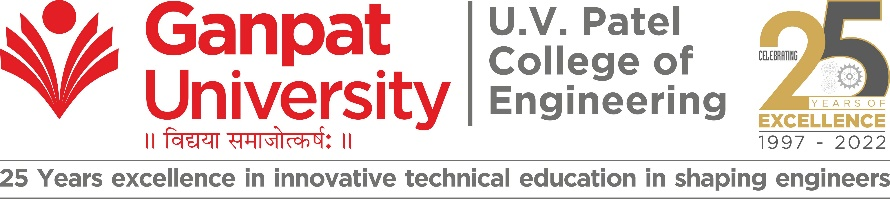 Ganpat
University
॥ विद्यया समाजोत्कर्षः ॥
U.V. Patel
College of
Engineering
CELEBRATING
25
YEARS OF
EXCELLENCE
1997 - 2022
25 Years excellence in innovative technical education in shaping engineers